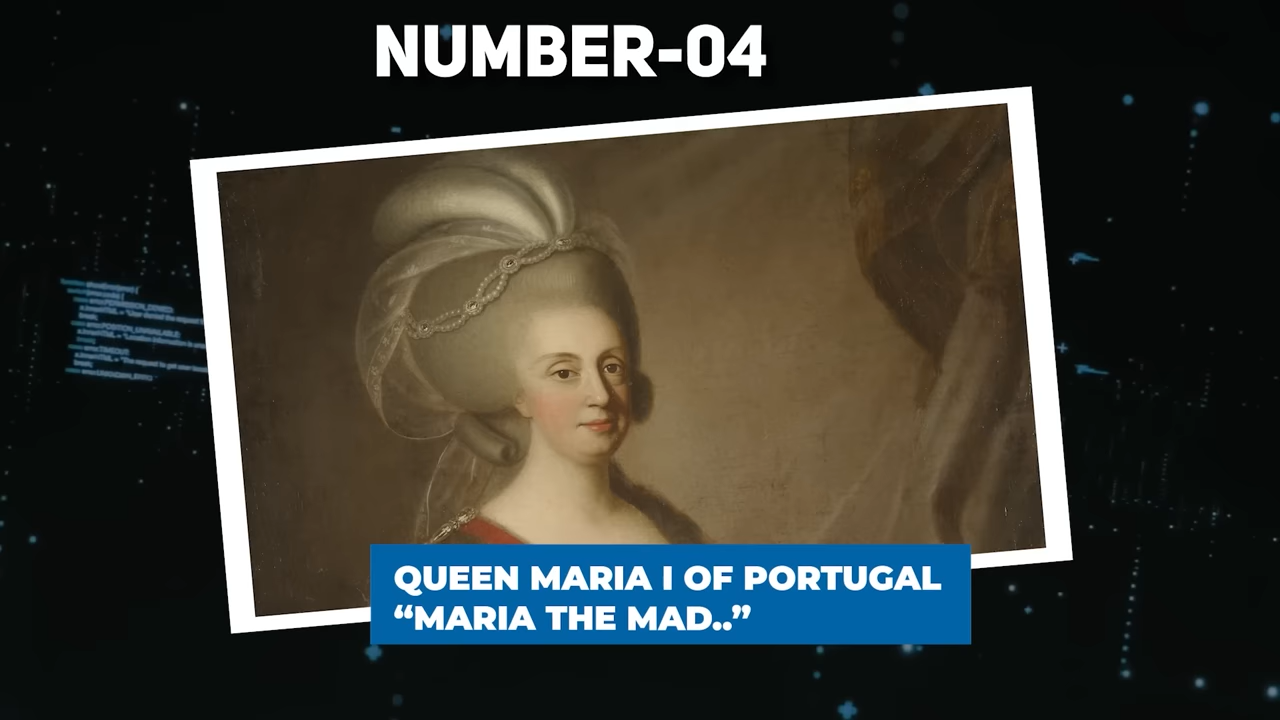 NUMBER-04
QUEEN MARIA I OF PORTUGAL
“MARIA THE MAD..”